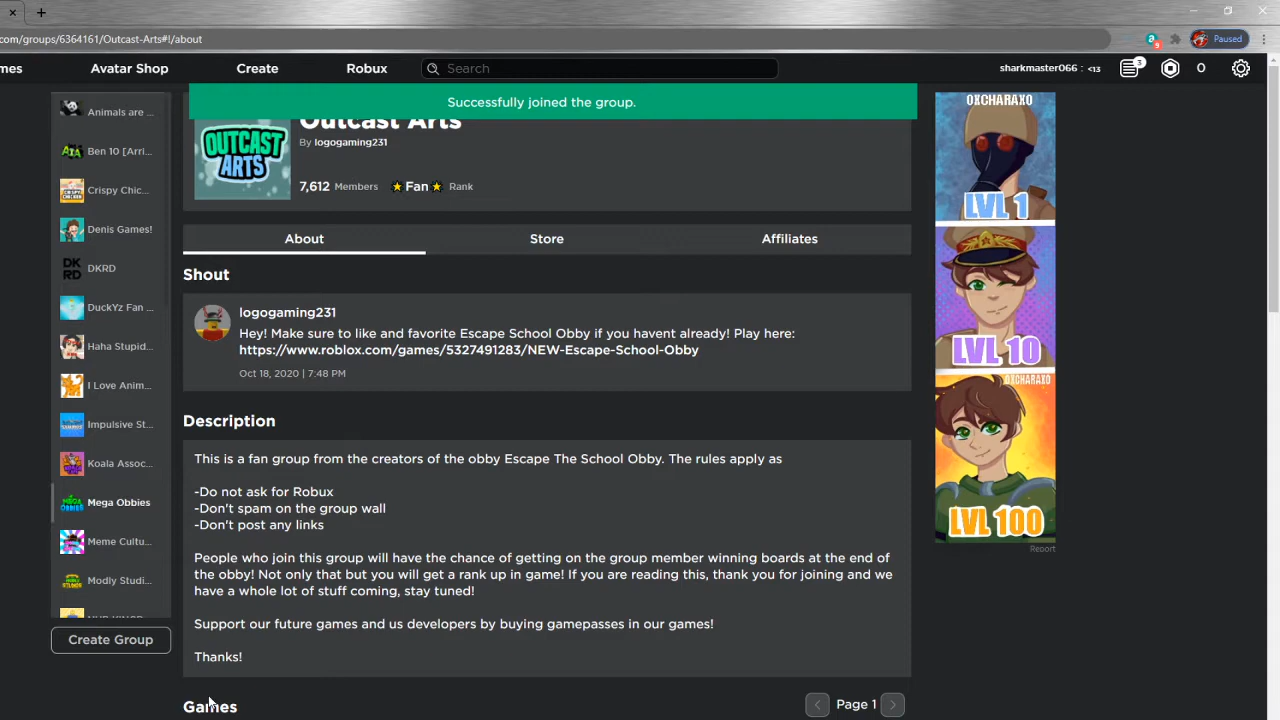 com/groups/6364161/Outcast-Arts#!/about
Paused
mes
Avatar Shop
Create
Robux
Search
sharkmaster066 : <13
3
0
Successfully joined the group.
Outcast Arts
By logogaming231
OUTCAST
ARTS
7,612 Members
Fan Rank
About
Store
Affiliates
Shout
logogaming231
Hey! Make sure to like and favorite Escape School Obby if you havent already! Play here:
https://www.roblox.com/games/5327491283/NEW-Escape-School-Obby
Oct 18, 2020 | 7:48 PM
Description
This is a fan group from the creators of the obby Escape The School Obby. The rules apply as
-Do not ask for Robux
-Don't spam on the group wall
-Don't post any links
People who join this group will have the chance of getting on the group member winning boards at the end of
the obby! Not only that but you will get a rank up in game! If you are reading this, thank you for joining and we
have a whole lot of stuff coming, stay tuned!
Support our future games and us developers by buying gamepasses in our games!
Thanks!
Games
Page 1
Animals are ...
Ben 10 [Arri...
Crispy Chic...
Denis Games!
DKRD
DuckYz Fan ...
Haha Stupid...
I Love Anim...
Impulsive St...
Koala Assoc...
Mega Obbies
Meme Cultu...
Modly Studi...
Create Group
OXCHARAXO
LVL 1
LVL 10
OXCHARAXO
LVL 100
Report